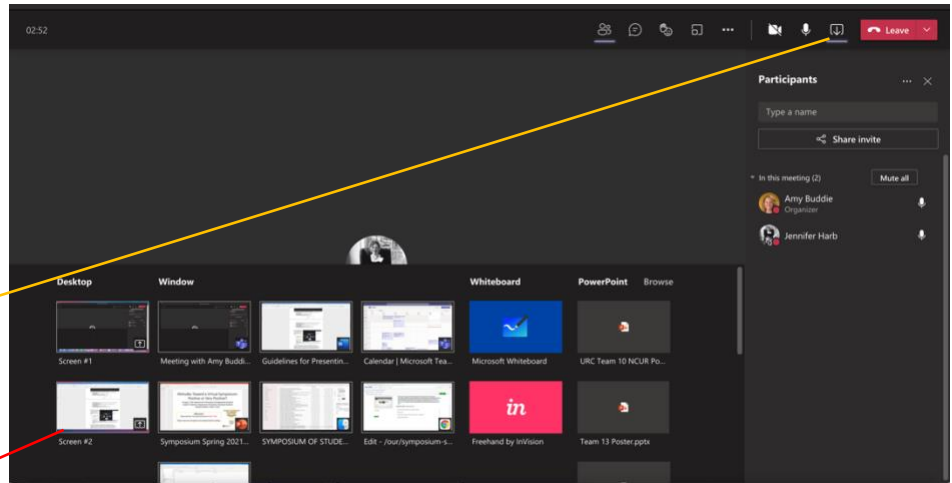 02:52
Leave
Participants
Type a name
Share invite
In this meeting (2)
Mute all
Amy Buddie
Organizer
Jennifer Harb
Desktop
Window
Whiteboard
PowerPoint
Browse
Screen #1
Meeting with Amy Buddi...
Guidelines for Presentin...
Calendar | Microsoft Tea...
Microsoft Whiteboard
URC Team 10 NCUR Po...
in
Screen #2
Symposium Spring 2021...
SYMPOSIUM OF STUDE...
Edit - /our/symposium-s...
Freehand by InVision
Team 13 Poster.pptx